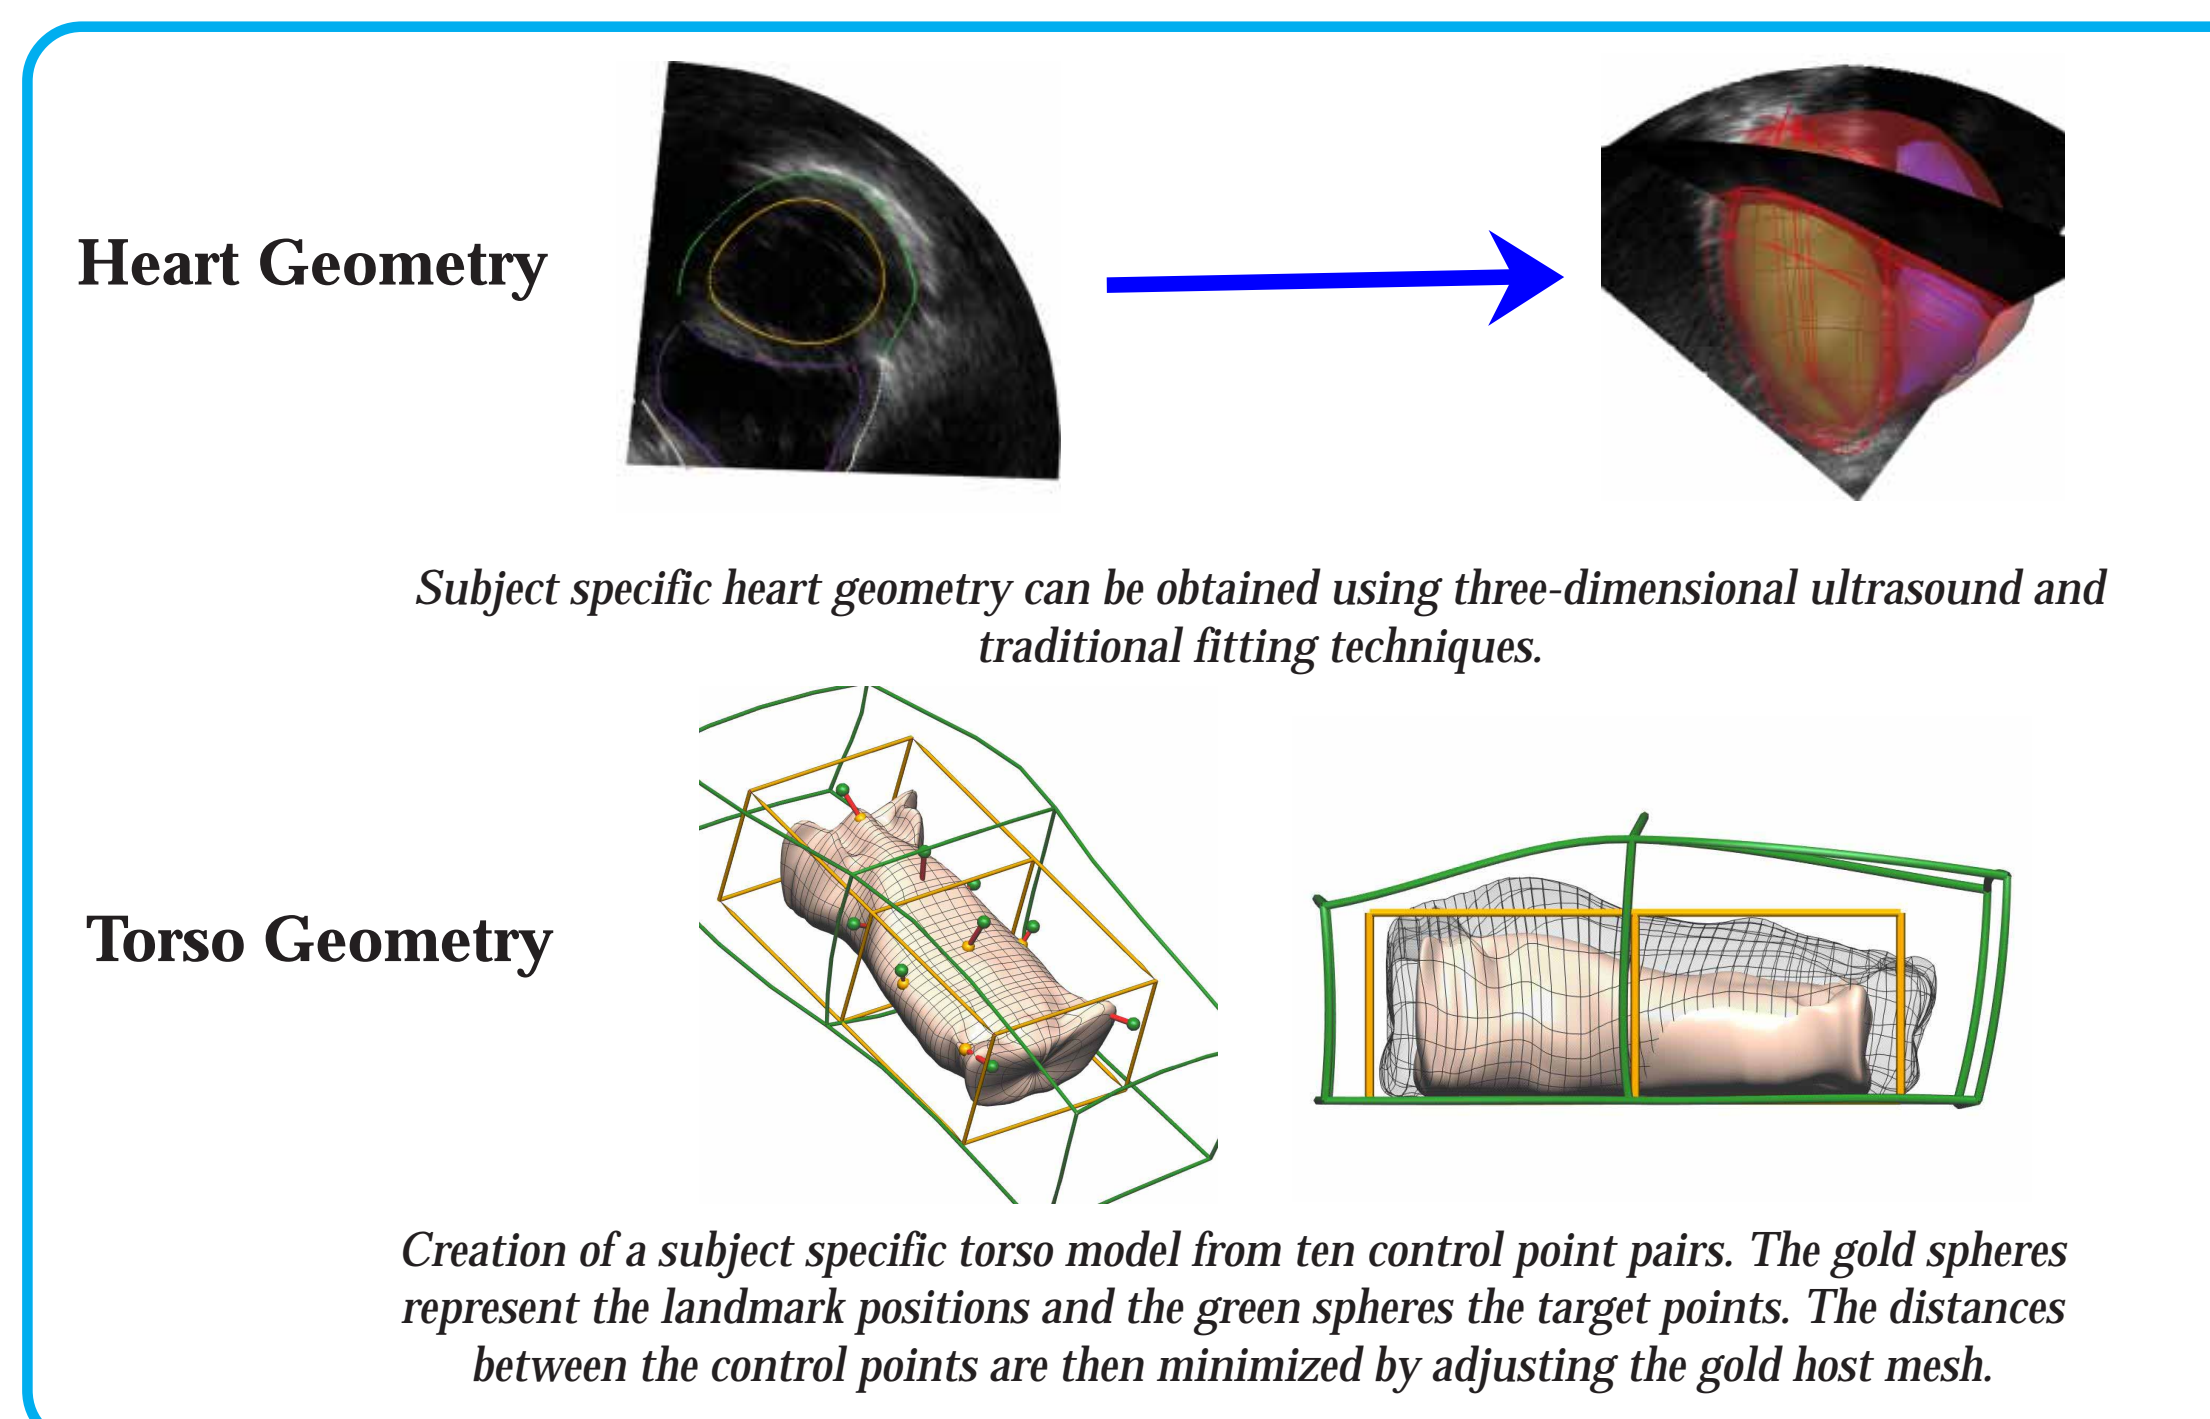 Heart Geometry
Subject specific heart geometry can be obtained using three-dimensional ultrasound and
traditional fitting techniques.
Torso Geometry
Creation of a subject specific torso model from ten control point pairs. The gold spheres
represent the landmark positions and the green spheres the target points. The distances
between the control points are then minimized by adjusting the gold host mesh.